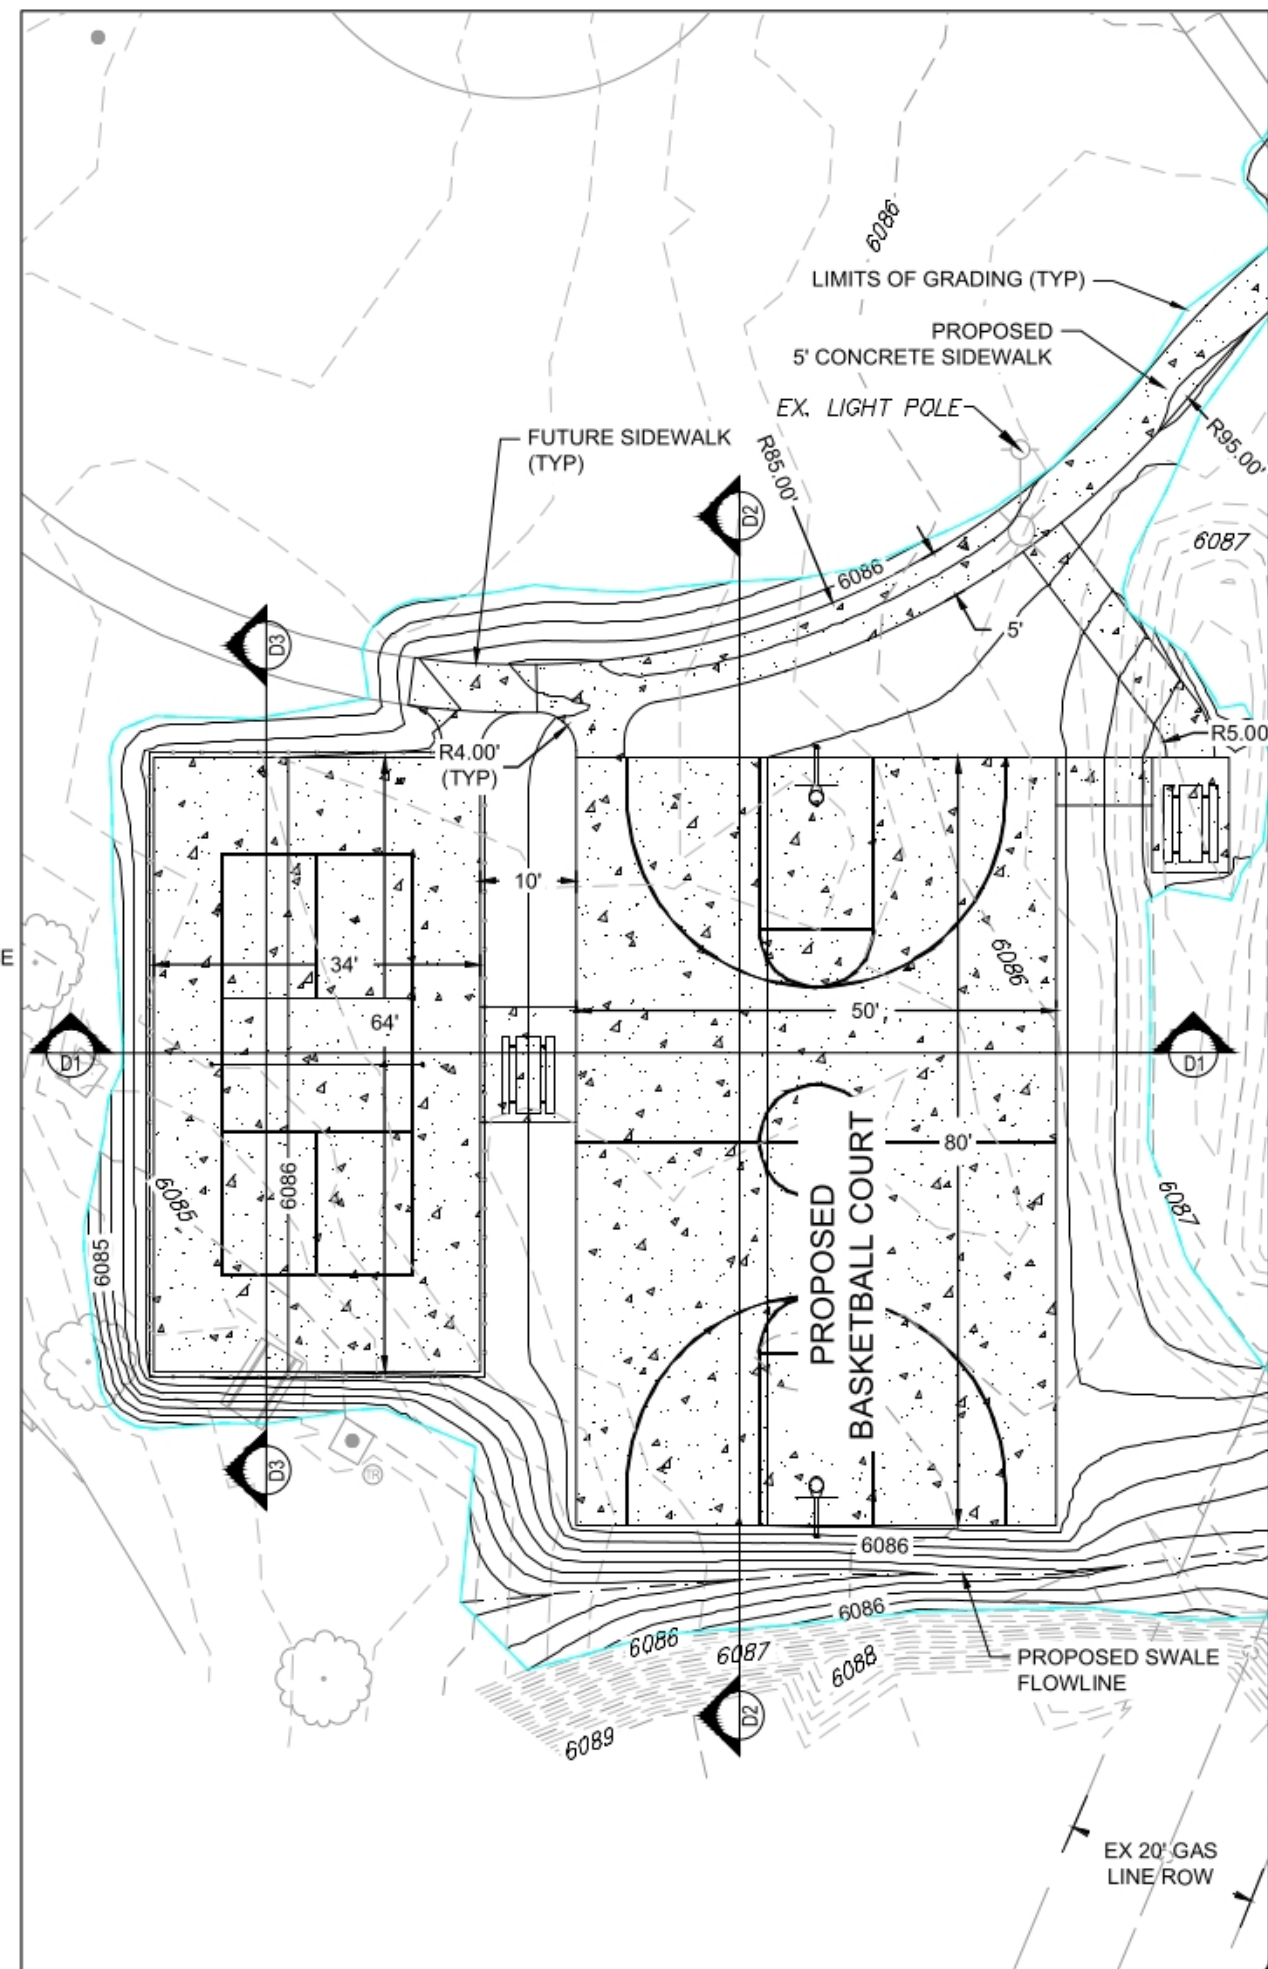 6086
LIMITS OF GRADING (TYP)
PROPOSED
5' CONCRETE SIDEWALK
EX. LIGHT POLE
R95.00'
FUTURE SIDEWALK
(TYP)
R85.00'
D2
6087
6086
5'
D3
R5.00
R4.00'
(TYP)
10'
E
34'
6086
50'
64'
D1
D1
80'
6085
6086
6087
6085
PROPOSED
BASKETBALL COURT
D3
TR
6086
6086
6086
6087
6088
PROPOSED SWALE
FLOWLINE
D2
6089
EX 20' GAS
LINE ROW